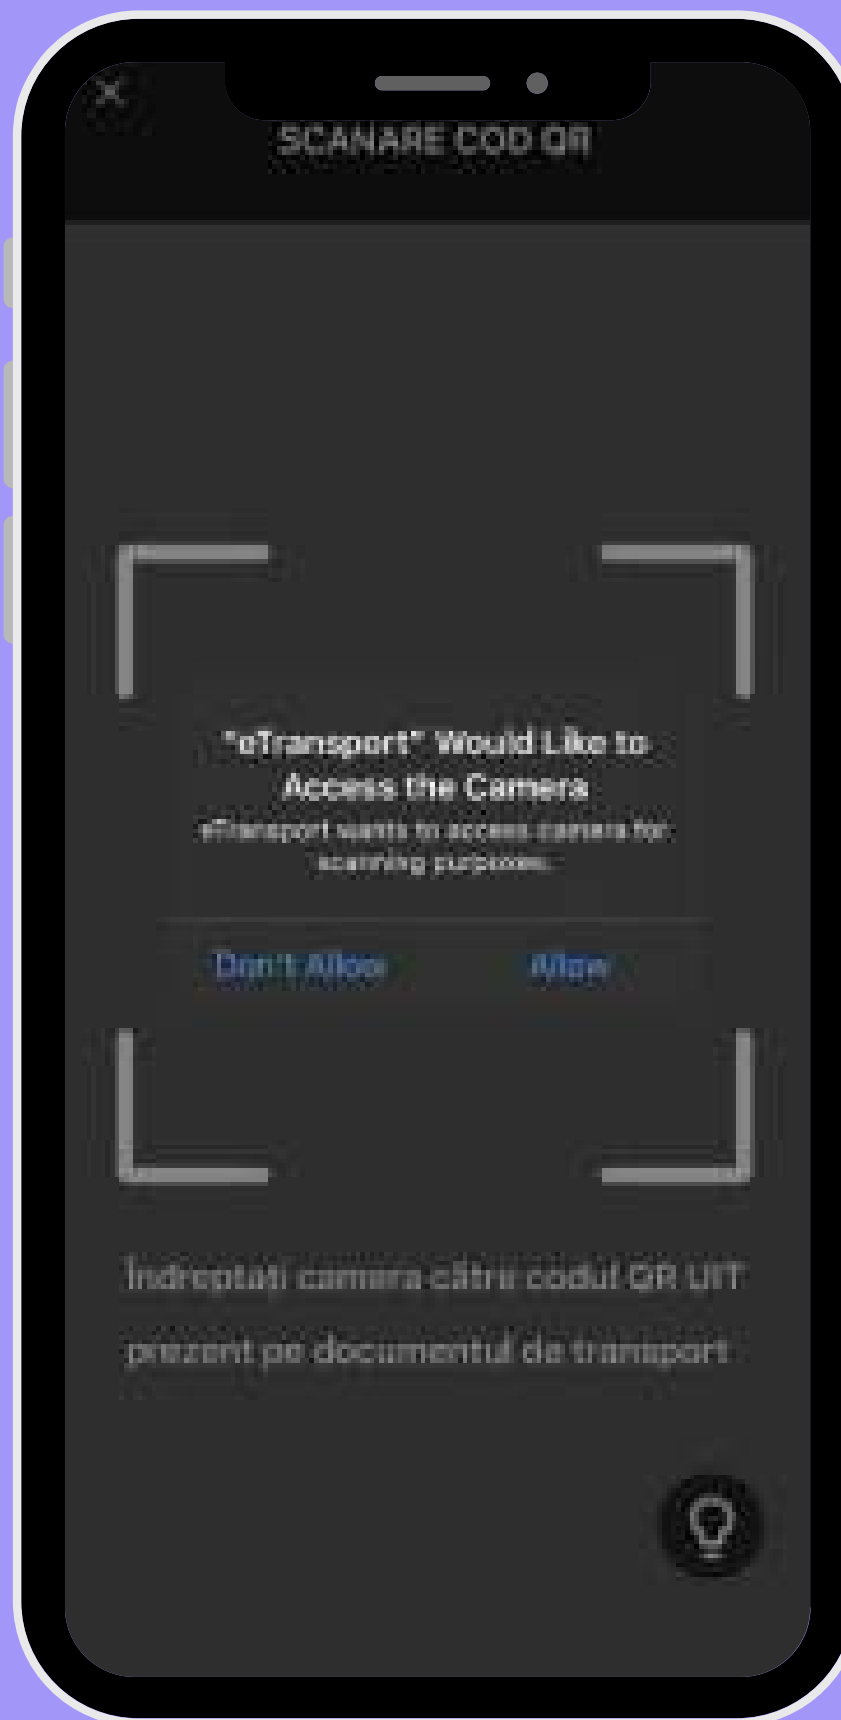 SCANARE COD QR
"eTransport" Would Like to
Access the Camera
eTransport wants to access camera for
scanning purposes.
Don't Allow
Allow
Îndreptați camera către codul QR UIT
prezent pe documentul de transport